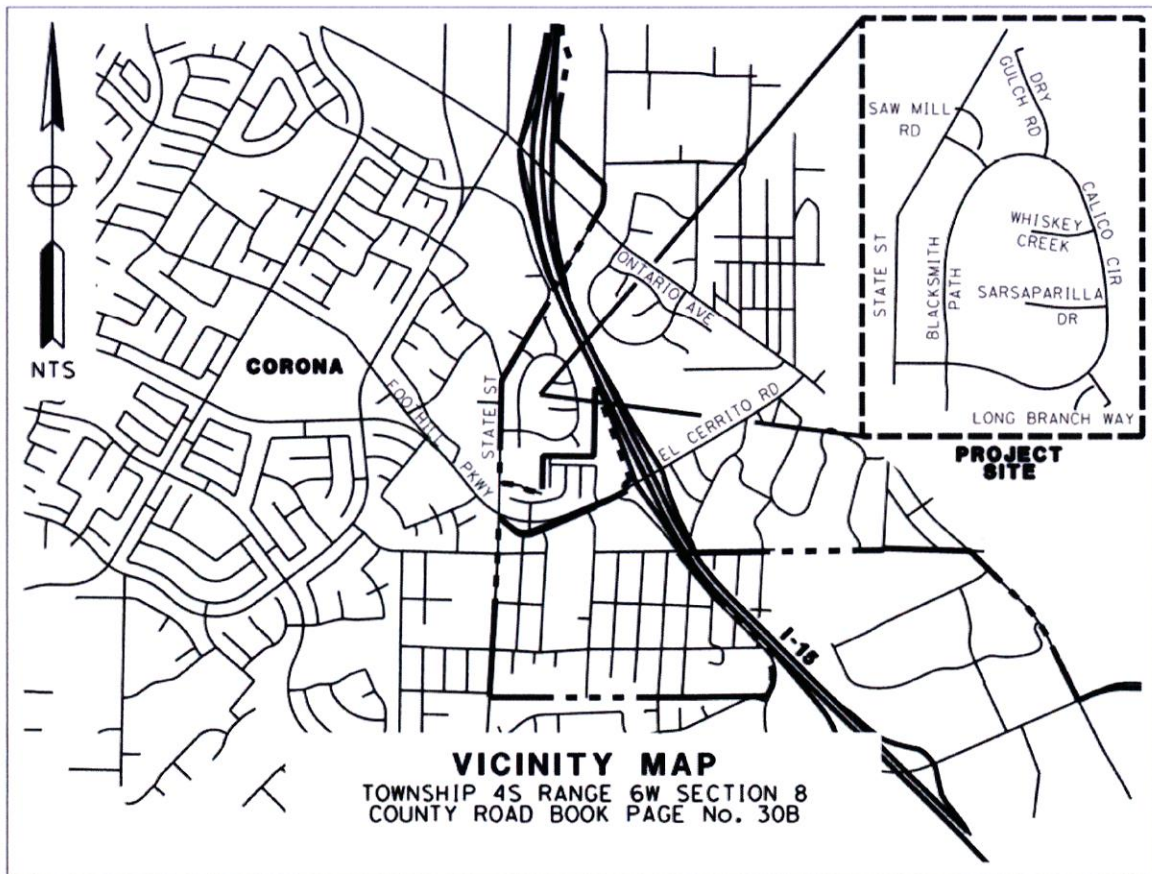 NTS
CORONA
FOOTHILL PKWY
STATE ST
ONTARIO AVE
EL CERRITO RD
I-15
SAW MILL
RD
DRY
GULCH RD
STATE ST
BLACKSMITH
PATH
WHISKEY
CREEK
CALICO CIR
SARSAPARILLA
DR
LONG BRANCH WAY
PROJECT
SITE
VICINITY MAP
TOWNSHIP 4S RANGE 6W SECTION 8
COUNTY ROAD BOOK PAGE No. 30B